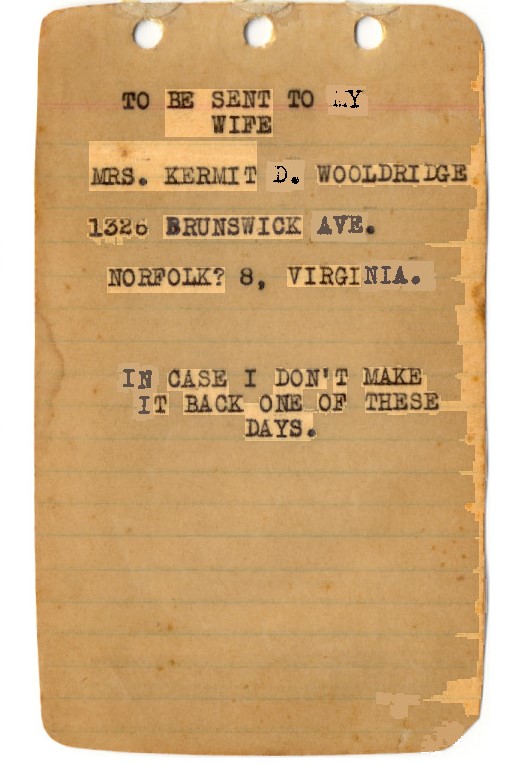 TO BE SENT TO MY
WIFE
MRS. KERMIT D. WOOLDRIDGE
1326 BRUNSWICK AVE.
NORFOLK? 8, VIRGINIA.
IN CASE I DON'T MAKE
IT BACK ONE OF THESE
DAYS.